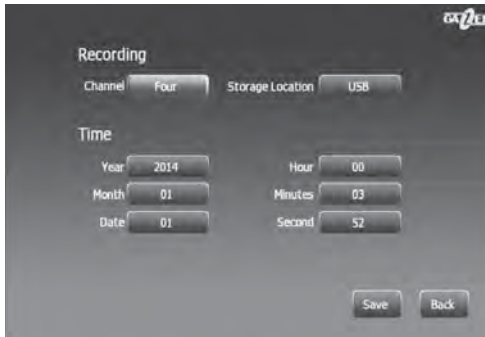 GAZER
Recording
Channel Four Storage Location USB
Time
Year 2014 Hour 00
Month 01 Minutes 03
Date 01 Second 52
Save Back